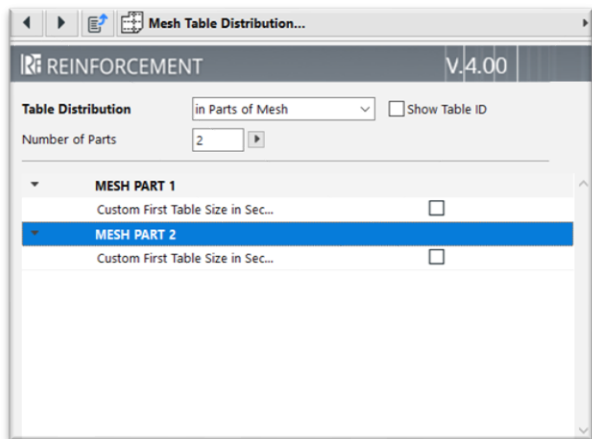 Mesh Table Distribution...
REINFORCEMENT V.4.00
Table Distribution in Parts of Mesh Show Table ID
Number of Parts 2
MESH PART 1
Custom First Table Size in Sec...
MESH PART 2
Custom First Table Size in Sec...